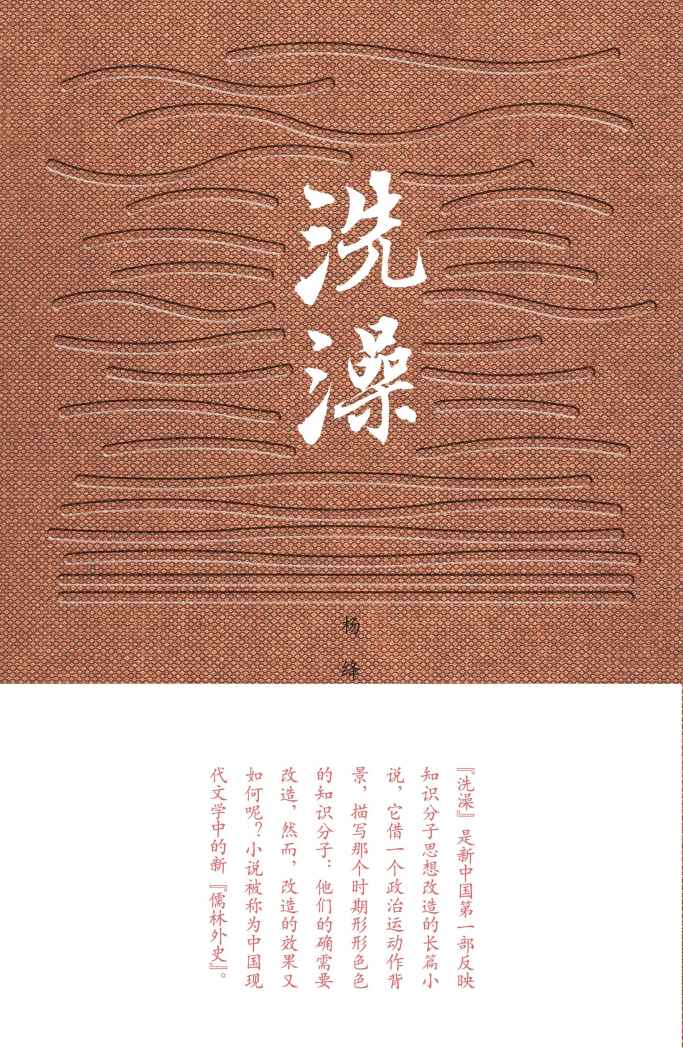 洗澡
杨绛
『洗澡』是新中国第一部反映
知识分子思想改造的长篇小
说，它借一个政治运动作背
景，描写那个时期形形色色
的知识分子：他们的确需要
改造，然而，改造的效果又
如何呢？小说被称为中国现
代文学中的新『儒林外史』。